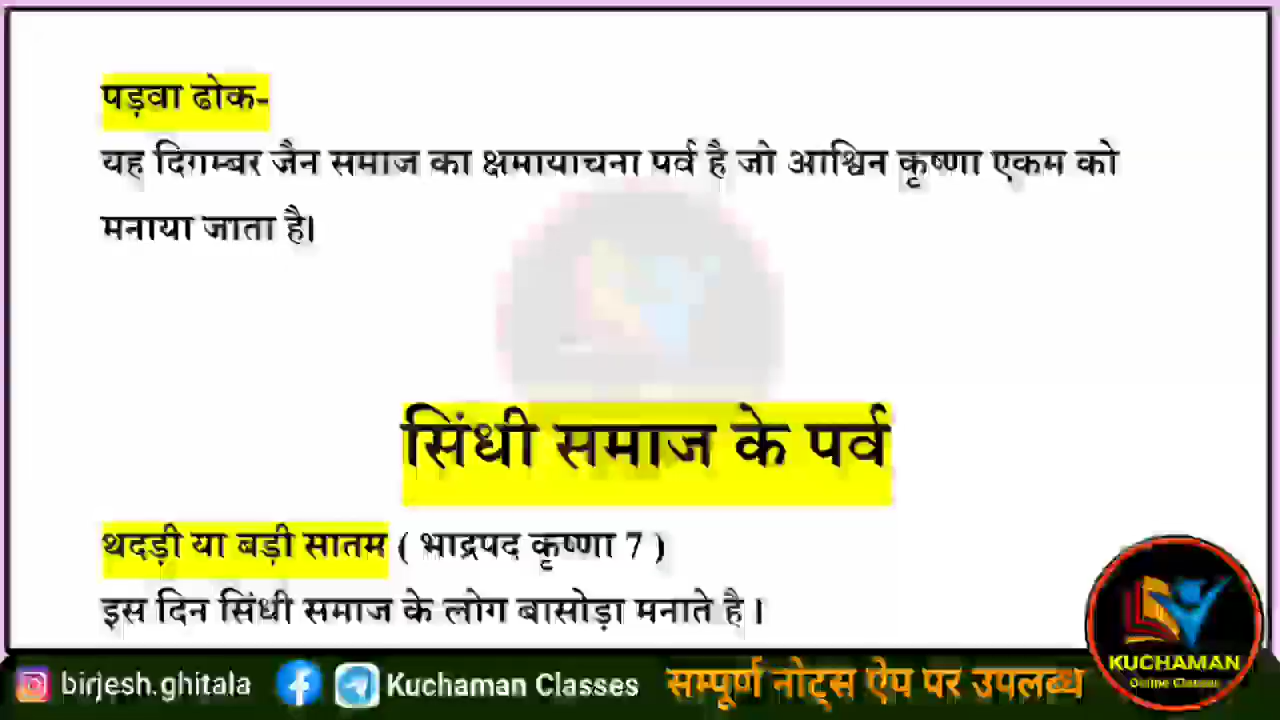 पड़वा ढोक-
यह दिगम्बर जैन समाज का क्षमायाचना पर्व है जो आश्विन कृष्णा एकम को
मनाया जाता है।
सिंधी समाज के पर्व
थदड़ी या बड़ी सातम ( भाद्रपद कृष्णा 7 )
इस दिन सिंधी समाज के लोग बासोड़ा मनाते है ।
KUCHAMAN
Online Classes
birjesh.ghitala Kuchaman Classes सम्पूर्ण नोट्स ऐप पर उपलब्ध